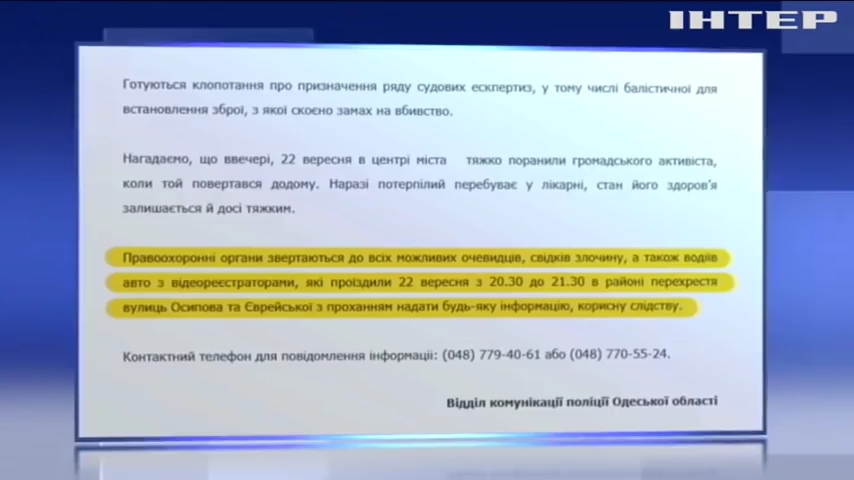 ІНТЕР
Готуються клопотання про призначення ряду судових ескпертиз, у тому числі балістичної для
встановлення зброї, з якої скоєно замах на вбивство.
Нагадаємо, що ввечері, 22 вересня в центрі міста тяжко поранили громадського активіста,
коли той повертався додому. Наразі потерпілий перебуває у лікарні, стан його здоров'я
залишається й досі тяжким.
Правоохоронні органи звертаються до всіх можливих очевидців, свідків злочину, а також водіїв
авто з відеореєстраторами, які проїздили 22 вересня з 20.30 до 21.30 в районі перехрестя
вулиць Осипова та Єврейської з проханням надати будь-яку інформацію, корисну слідству.
Контактний телефон для повідомлення інформації: (048) 779-40-61 або (048) 770-55-24.
Відділ комунікації поліції Одеської області